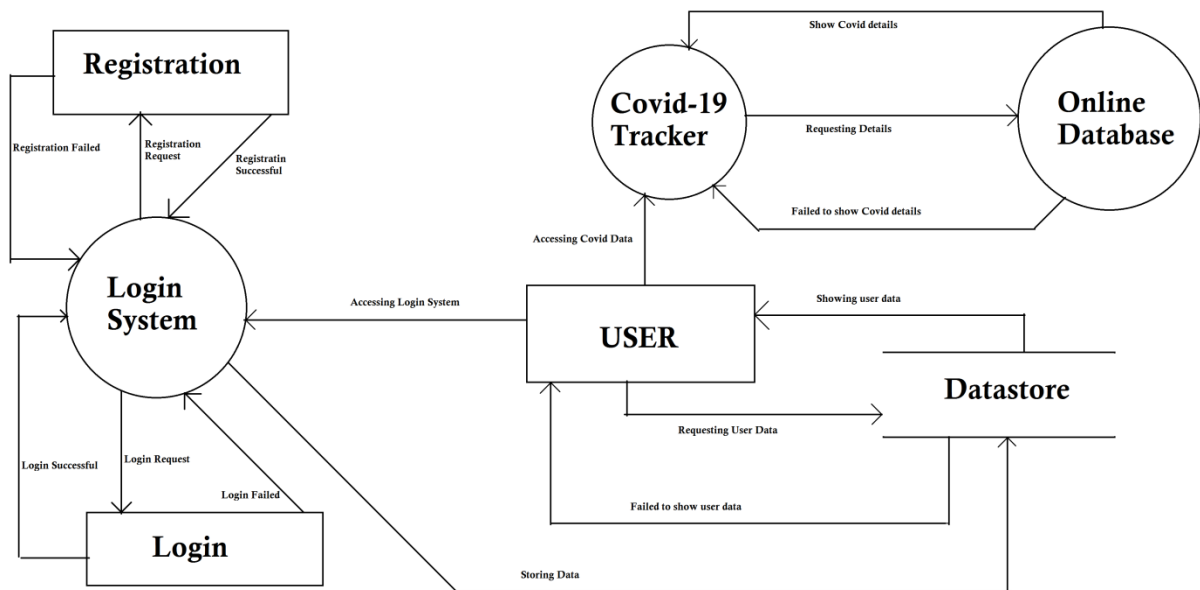 Show Covid details
Registration
Covid-19
Tracker
Online
Database
Requesting Details
Registration Failed
Registration
Request
Registratin
Successful
Failed to show Covid details
Accessing Covid Data
Login
System
Accessing Login System
USER
Showing user data
Datastore
Requesting User Data
Login Successful
Login Request
Login Failed
Failed to show user data
Login
Storing Data